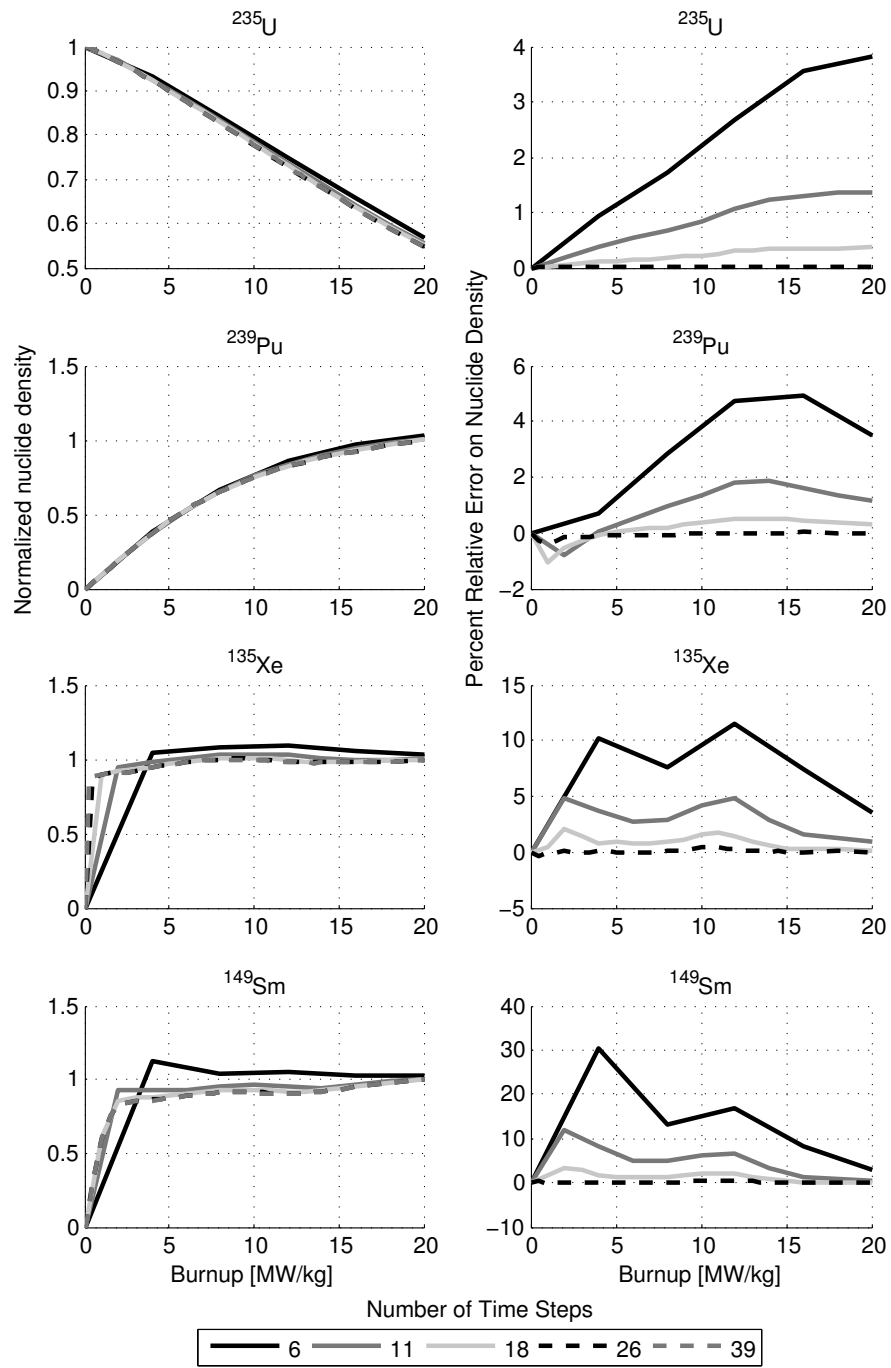 ²³⁵U
1
0.9
0.8
0.7
0.6
0.5
0 5 10 15 20
²³⁵U
4
3
2
1
0
0 5 10 15 20
Normalized nuclide density
Percent Relative Error on Nuclide Density
²³⁹Pu
1.5
1
0.5
0
0 5 10 15 20
²³⁹Pu
6
4
2
0
−2
0 5 10 15 20
¹³⁵Xe
1.5
1
0.5
0
0 5 10 15 20
¹³⁵Xe
15
10
5
0
−5
0 5 10 15 20
¹⁴⁹Sm
1.5
1
0.5
0
0 5 10 15 20
Burnup [MW/kg]
¹⁴⁹Sm
40
30
20
10
0
−10
0 5 10 15 20
Burnup [MW/kg]
Number of Time Steps
6 11 18 26 39